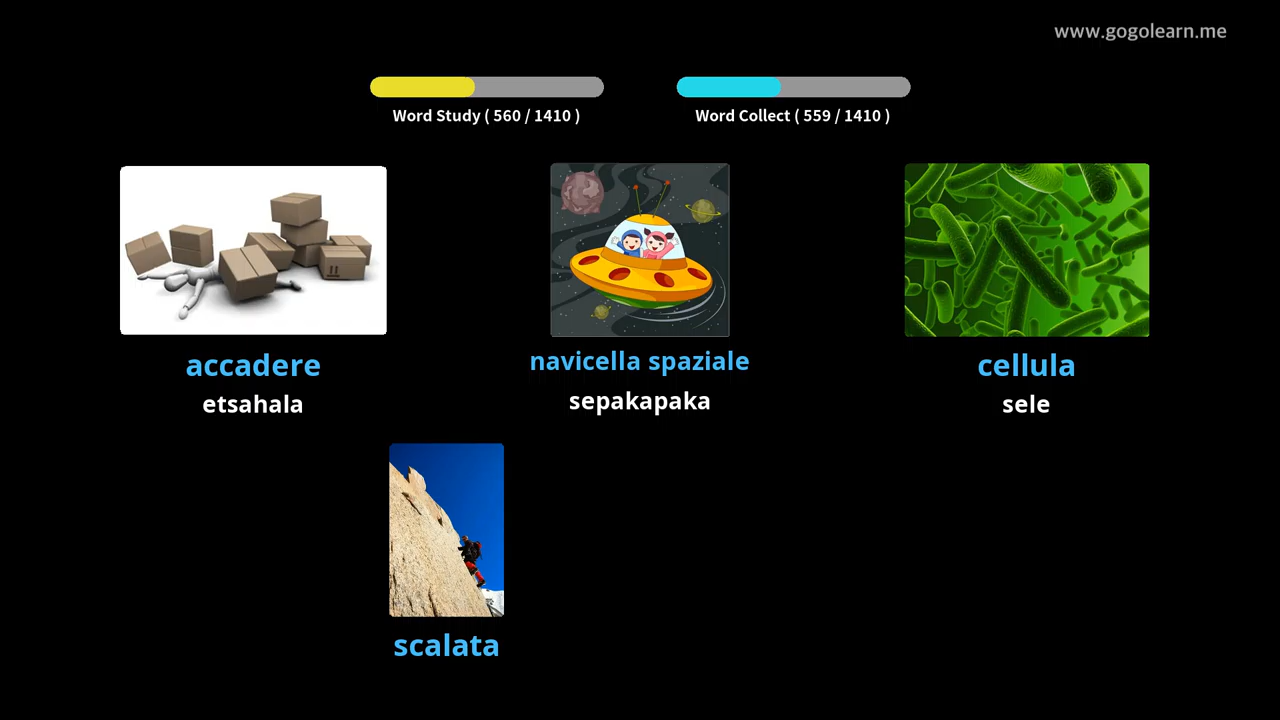 www.gogolearn.me
Word Study ( 560 / 1410 )
Word Collect ( 559 / 1410 )
accadere
etsahala
navicella spaziale
sepakapaka
cellula
sele
scalata